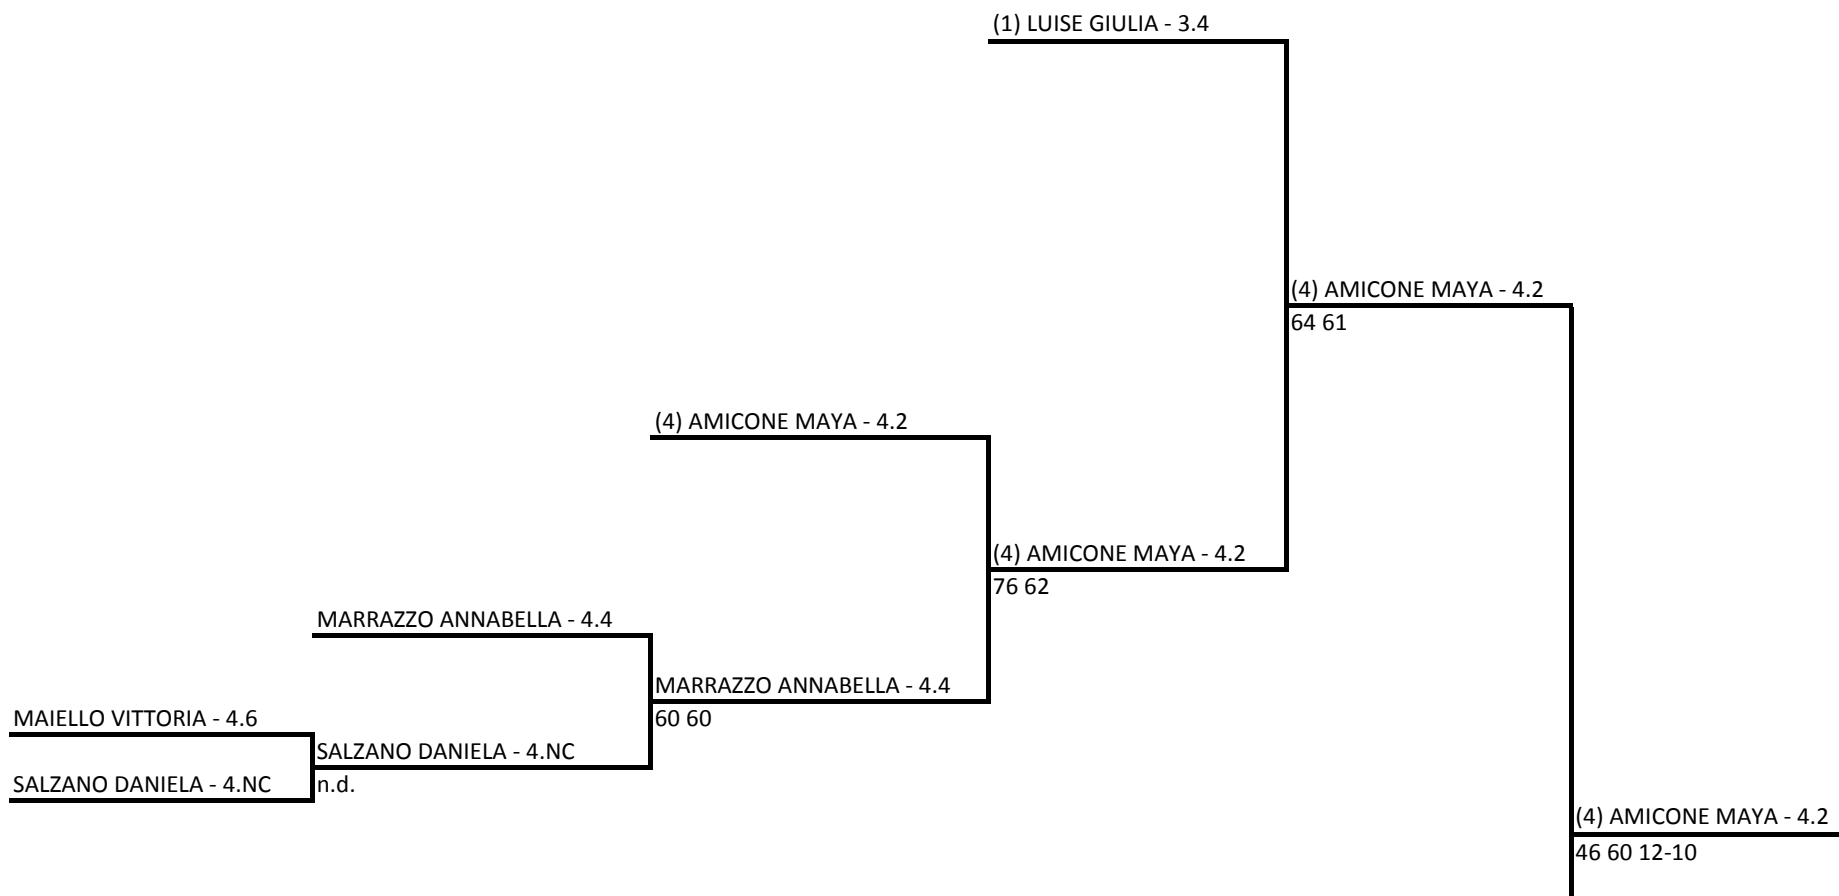 (1) LUISE GIULIA - 3.4
(4) AMICONE MAYA - 4.2
64 61
(4) AMICONE MAYA - 4.2
(4) AMICONE MAYA - 4.2
76 62
MARRAZZO ANNABELLA - 4.4
MARRAZZO ANNABELLA - 4.4
60 60
MAIELLO VITTORIA - 4.6
SALZANO DANIELA - 4.NC
n.d.
SALZANO DANIELA - 4.NC
(4) AMICONE MAYA - 4.2
46 60 12-10